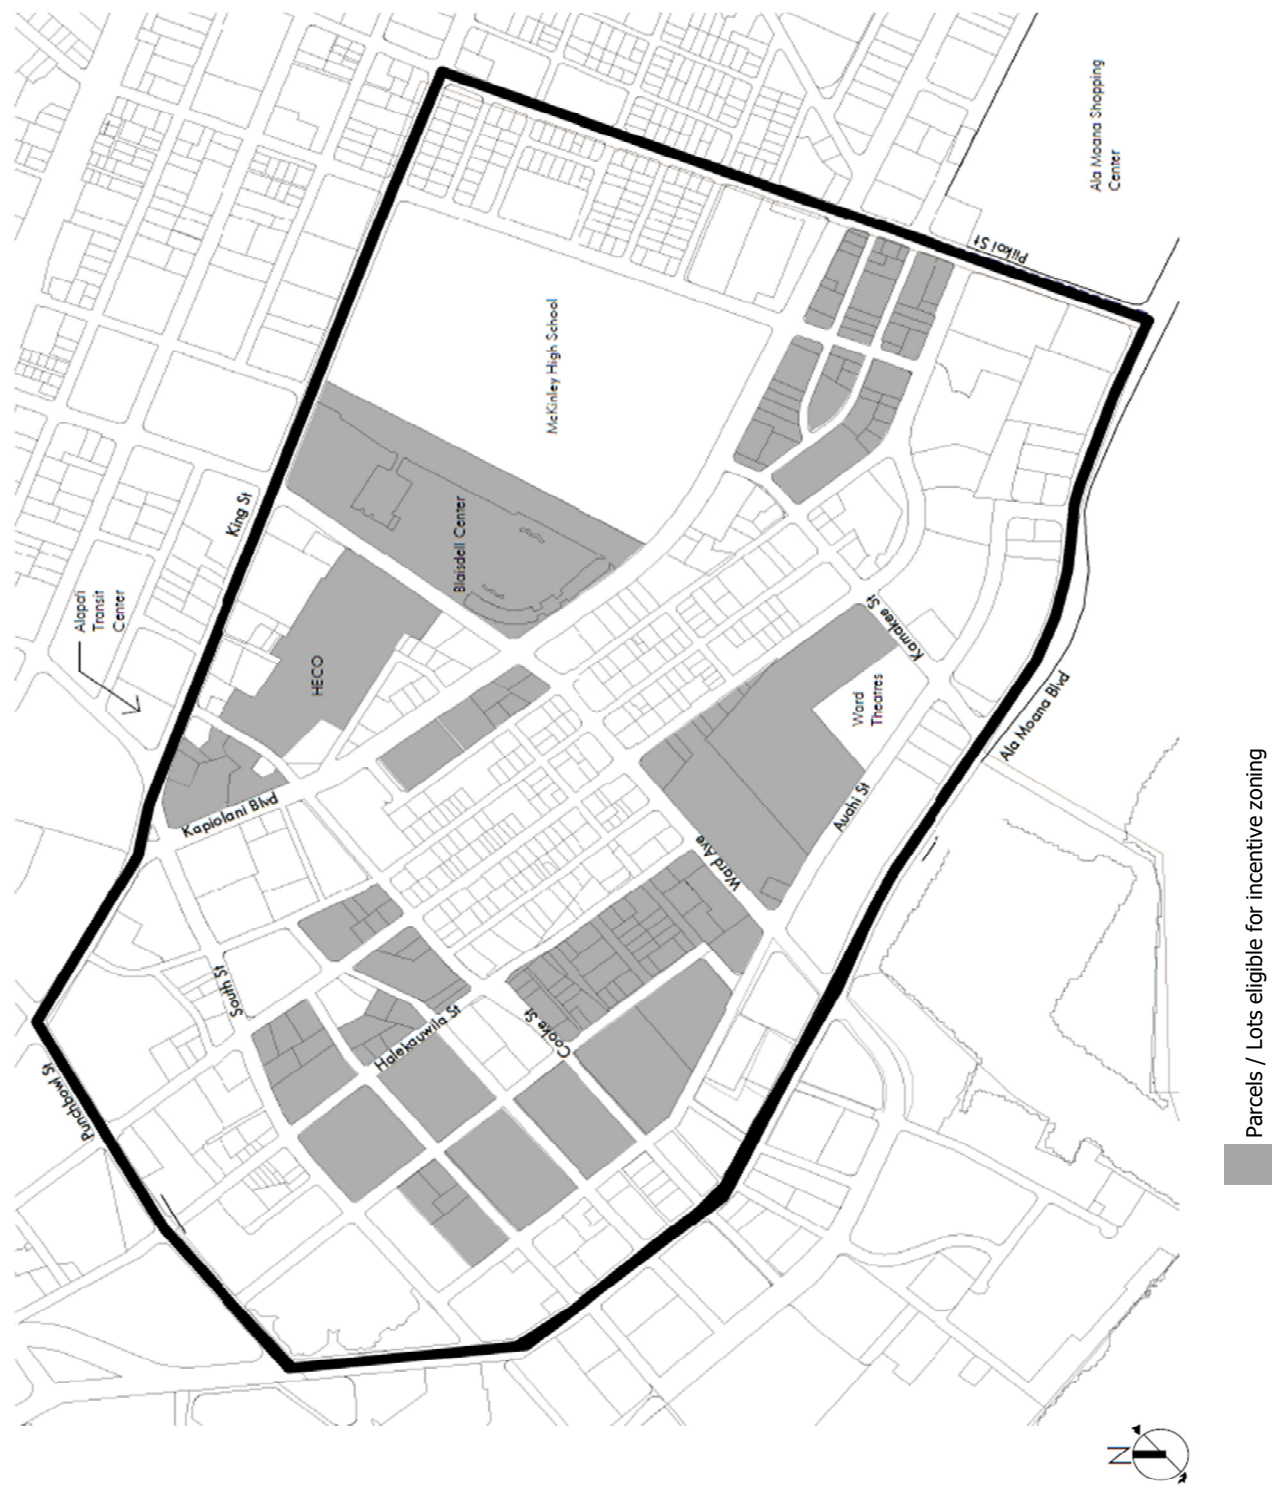 Ala Moana Shopping
Center
Piikoi St
McKinley High School
King St
Blaisdell Center
Alapai
Transit
Center
HECO
Kapiolani Blvd
Kamakee St
Ward
Theatres
Ala Moana Blvd
Auahi St
Ward Ave
South St
Halekauwila St
Cooke St
Punchbowl St
Parcels / Lots eligible for incentive zoning
N